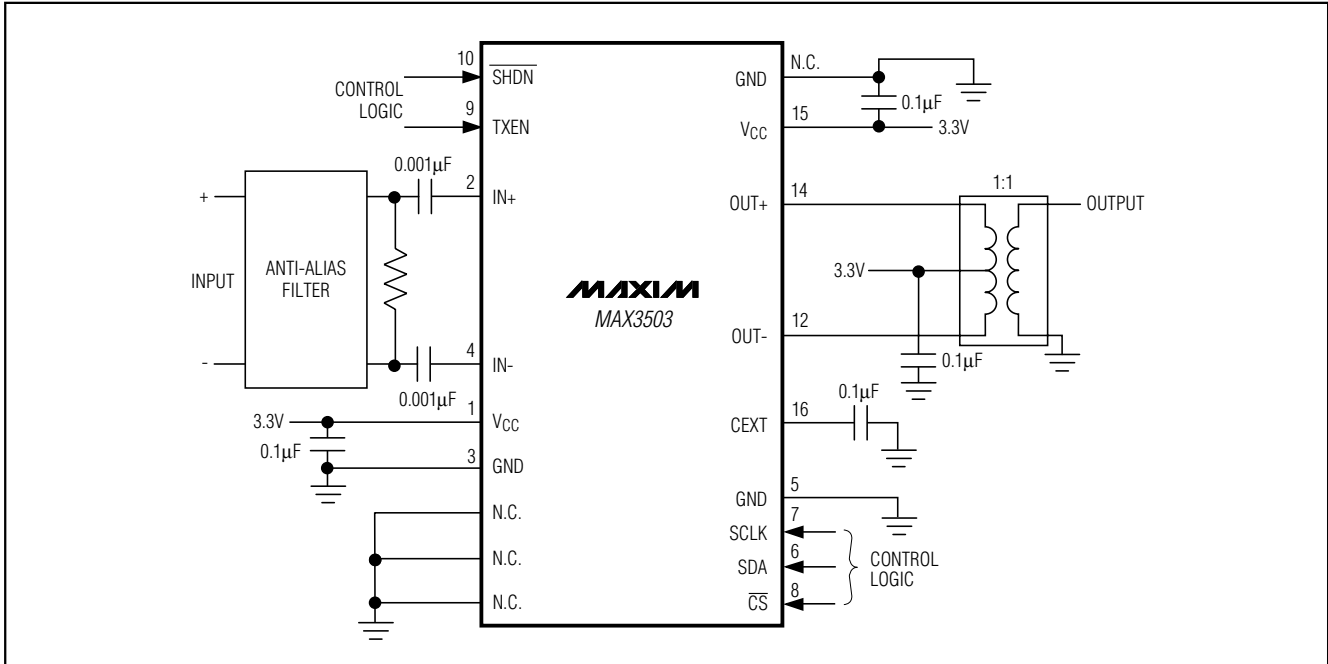 CONTROL
LOGIC
10
SHDN
9
TXEN
0.001μF
2
IN+
+
INPUT
-
ANTI-ALIAS
FILTER
4
IN-
0.001μF
1
VCC
3.3V
0.1μF
3
GND
N.C.
N.C.
N.C.
MAXIM
MAX3503
N.C.
GND
0.1μF
15
VCC
3.3V
1:1
14
OUT+
OUTPUT
3.3V
12
OUT-
0.1μF
0.1μF
16
CEXT
5
GND
7
SCLK
6
SDA
8
CS
CONTROL
LOGIC